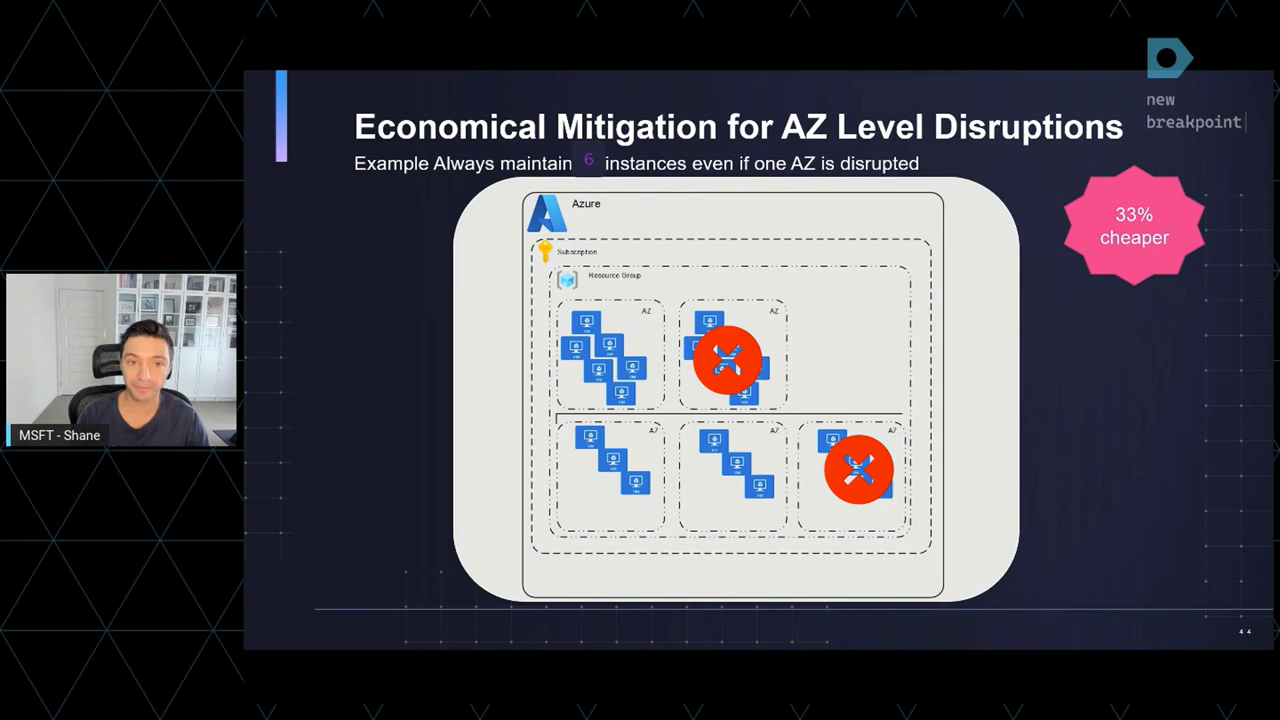 new
breakpoint
Economical Mitigation for AZ Level Disruptions
Example Always maintain 6 instances even if one AZ is disrupted
33%
cheaper
Azure
Subscription
Resource Group
AZ
AZ
AZ
AZ
AZ
MSFT - Shane
44